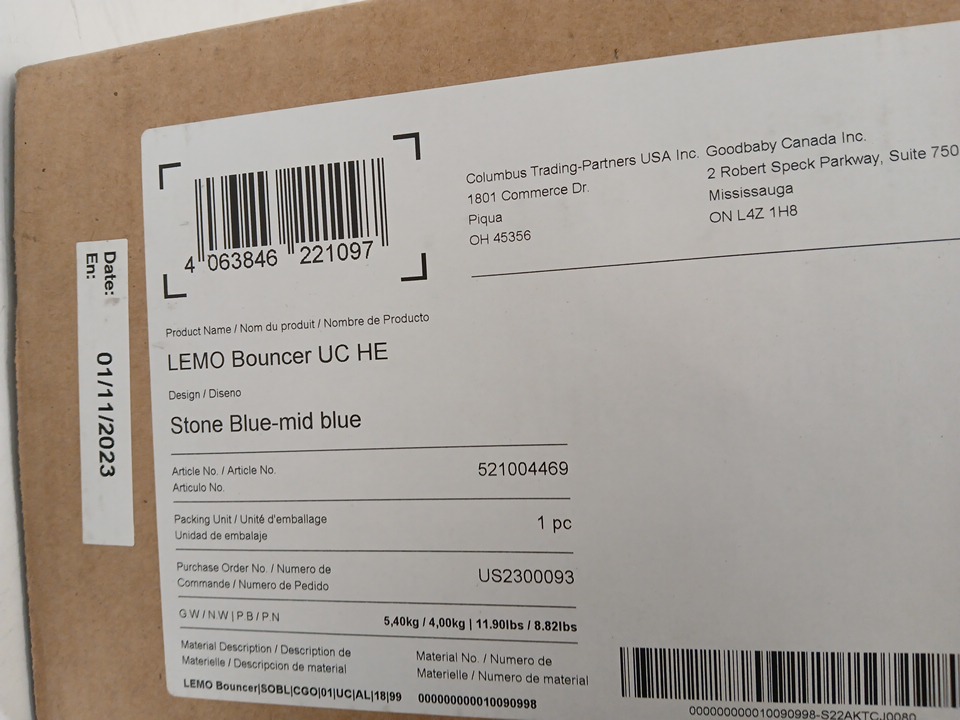 Date:
En:
01/11/2023
4 063846 221097
Columbus Trading-Partners USA Inc.
1801 Commerce Dr.
Piqua
OH 45356
Goodbaby Canada Inc.
2 Robert Speck Parkway, Suite 750
Mississauga
ON L4Z 1H8
Product Name / Nom du produit / Nombre de Producto
LEMO Bouncer UC HE
Design / Diseno
Stone Blue-mid blue
Article No. / Article No.
Articulo No.
521004469
Packing Unit / Unité d'emballage
Unidad de embalaje
1 pc
Purchase Order No. / Numero de
Commande / Numero de Pedido
US2300093
G.W / N.W | P.B / P.N
5,40kg / 4,00kg | 11.90lbs / 8.82lbs
Material Description / Description de
Materielle / Descripcion de material
LEMO Bouncer|SOBL|CGO|01|UC|AL|18|99
Material No. / Numero de
Materielle / Numero de material
000000000010090998
000000000010090998-S22AKTCJ0080